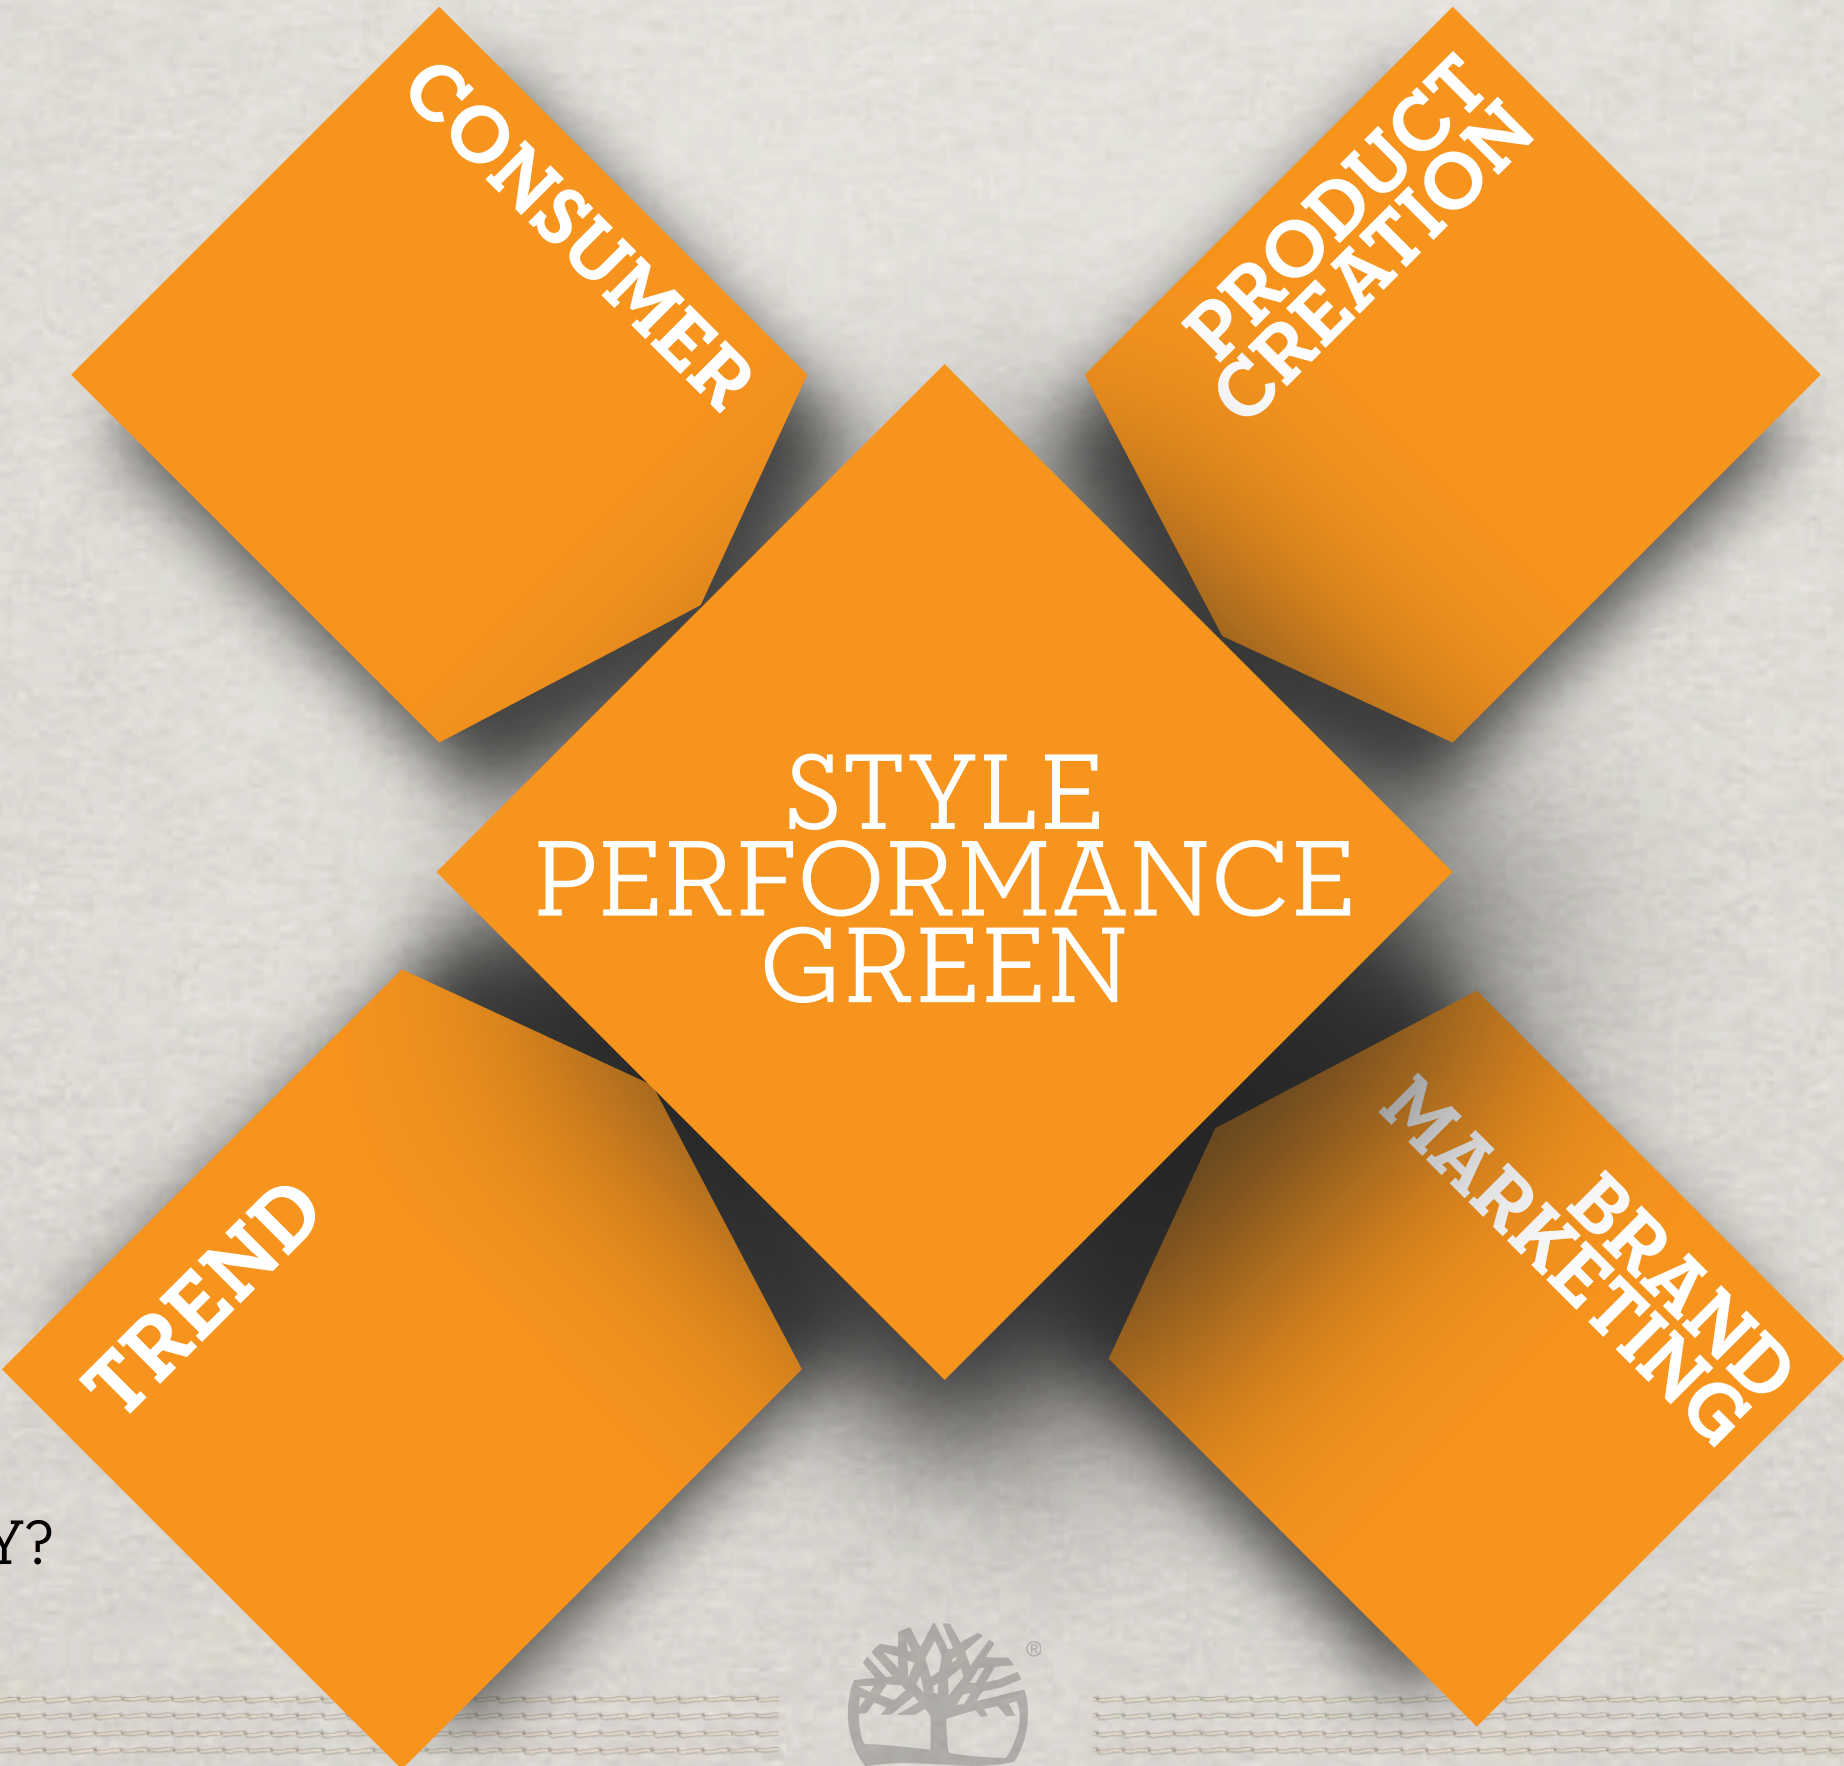 CONSUMER
PRODUCT
CREATION
STYLE
PERFORMANCE
GREEN
TREND
BRAND
MARKETING
Y?
®